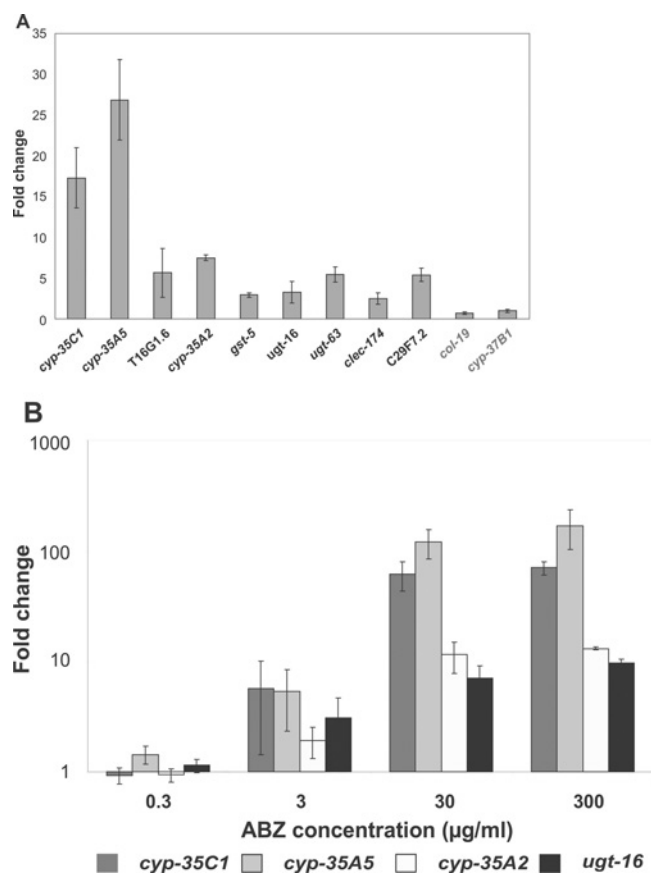 A
35
30
25
20
15
10
5
0
Fold change
cyp-35C1
cyp-35A5
T16G1.6
cyp-35A2
gst-5
ugt-16
ugt-63
clec-174
C29F7.2
col-19
cyp-37B1
B
1000
100
10
1
Fold change
0.3 3 30 300
ABZ concentration (µg/ml)
cyp-35C1 cyp-35A5 cyp-35A2 ugt-16